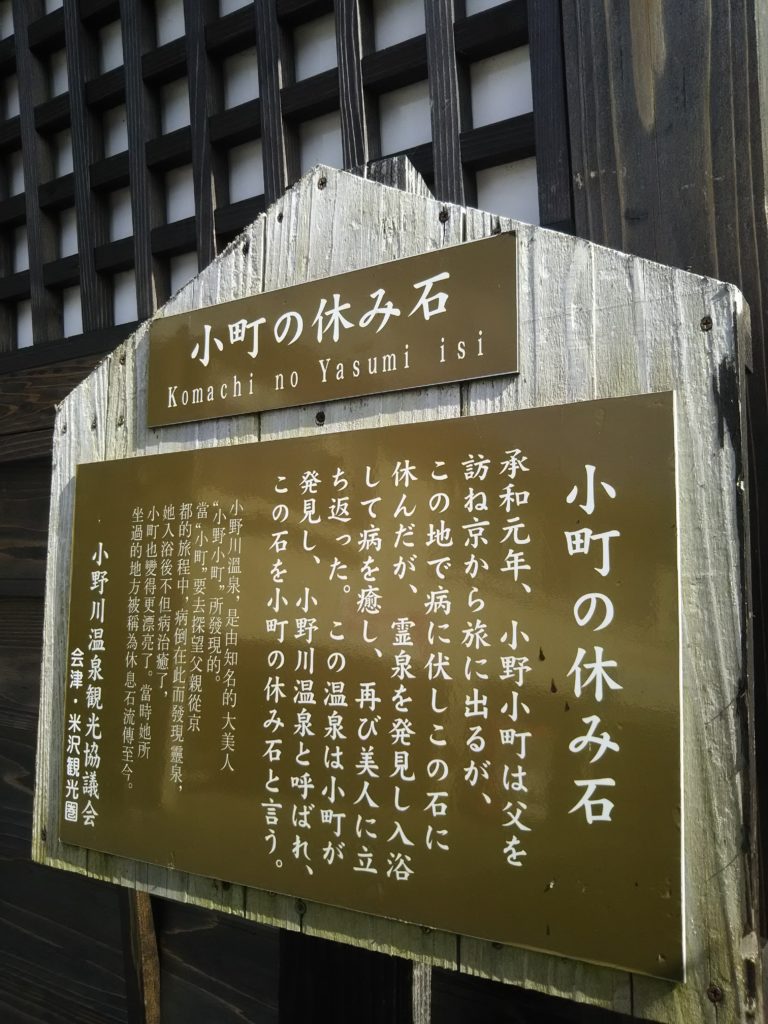 小町の休み石
Komachi no Yasumi isi
小町の休み石
承和元年、小野小町は父を
訪ね京から旅に出るが、
この地で病に伏しこの石に
休んだが、霊泉を発見し入浴
して病を癒し、再び美人に立
ち返った。この温泉は小町が
発見し、小野川温泉と呼ばれ、
この石を小町の休み石と言う。
小野川溫泉，是由知名的大美人
“小野小町”所發現的。
當“小町”要去探望父親從京
都的旅程中，病倒在此而發現靈泉，
她入浴後不但病治癒了，
小町也變得更漂亮了。當時她所
坐過的地方被稱為休息石流傳至今。
小野川温泉観光協議会
会津・米沢観光圏